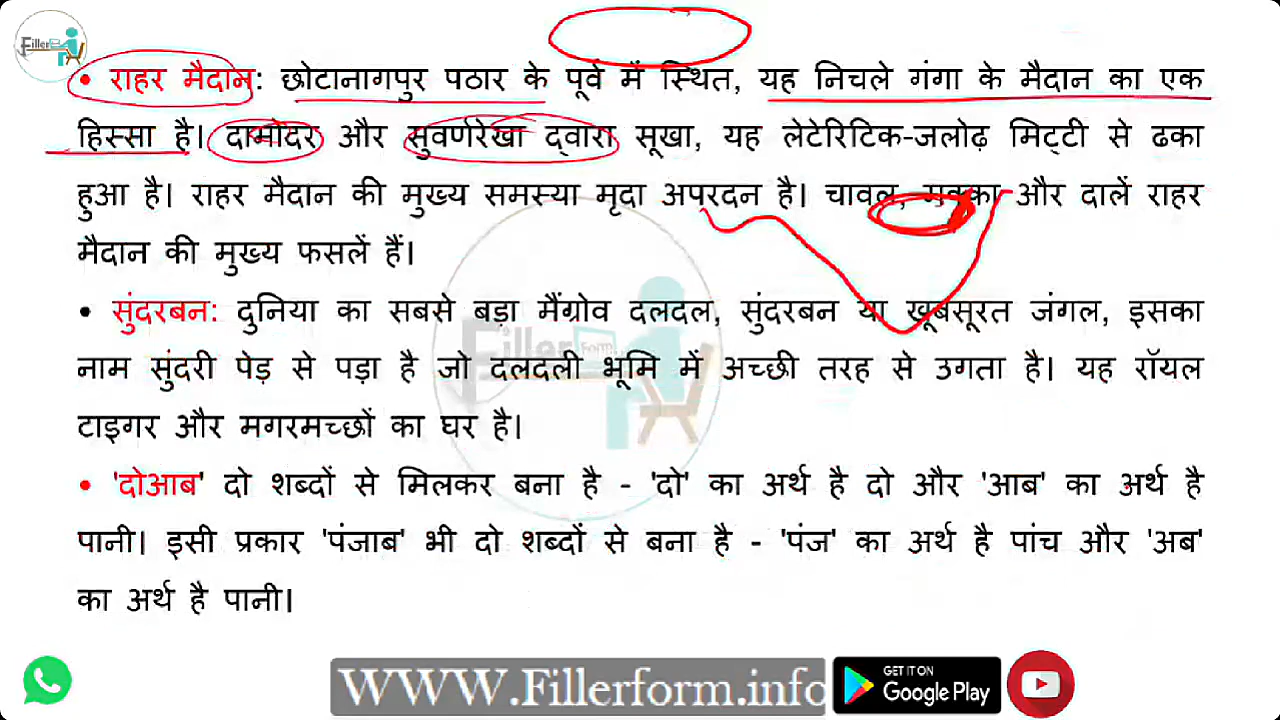 Fillerform
• राहर मैदान: छोटानागपुर पठार के पूर्व में स्थित, यह निचले गंगा के मैदान का एक
हिस्सा है। दामोदर और सुवर्णरेखा द्वारा सूखा, यह लेटेरिटिक-जलोढ़ मिट्टी से ढका
हुआ है। राहर मैदान की मुख्य समस्या मृदा अपरदन है। चावल, मक्का और दालें राहर
मैदान की मुख्य फसलें हैं।
• सुंदरबन: दुनिया का सबसे बड़ा मैंग्रोव दलदल, सुंदरबन या खूबसूरत जंगल, इसका
नाम सुंदरी पेड़ से पड़ा है जो दलदली भूमि में अच्छी तरह से उगता है। यह रॉयल
टाइगर और मगरमच्छों का घर है।
• 'दोआब' दो शब्दों से मिलकर बना है - 'दो' का अर्थ है दो और 'आब' का अर्थ है
पानी। इसी प्रकार 'पंजाब' भी दो शब्दों से बना है - 'पंज' का अर्थ है पांच और 'अब'
का अर्थ है पानी।
Filler Form
WWW.Fillerform.info
GET IT ON
Google Play